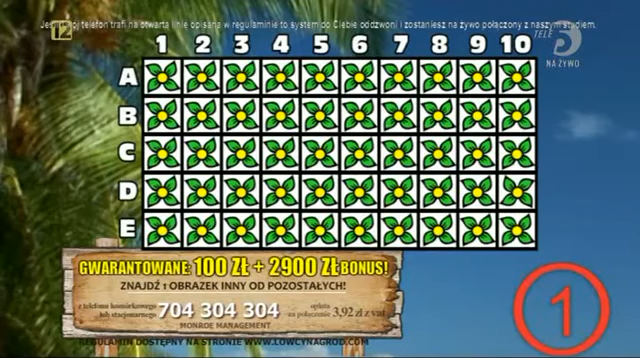 Jeśli Twój telefon trafi na otwartą linię opisaną w regulaminie to system po Ciebie oddzwoni i zostaniesz na żywo połączony z naszym studiem.
12
TELE 5
NA ŻYWO
1 2 3 4 5 6 7 8 9 10
A
B
C
D
E
GWARANTOWANE: 100 ZŁ + 2900 ZŁ BONUS!
ZNAJDŹ 1 OBRAZEK INNY OD POZOSTAŁYCH!
z telefonu komórkowego
lub stacjonarnego
704 304 304
opłata
za połączenie 3,92 zł z vat
MONROE MANAGEMENT
REGULAMIN DOSTĘPNY NA STRONIE WWW.LOWCYNAGROD.COM
1